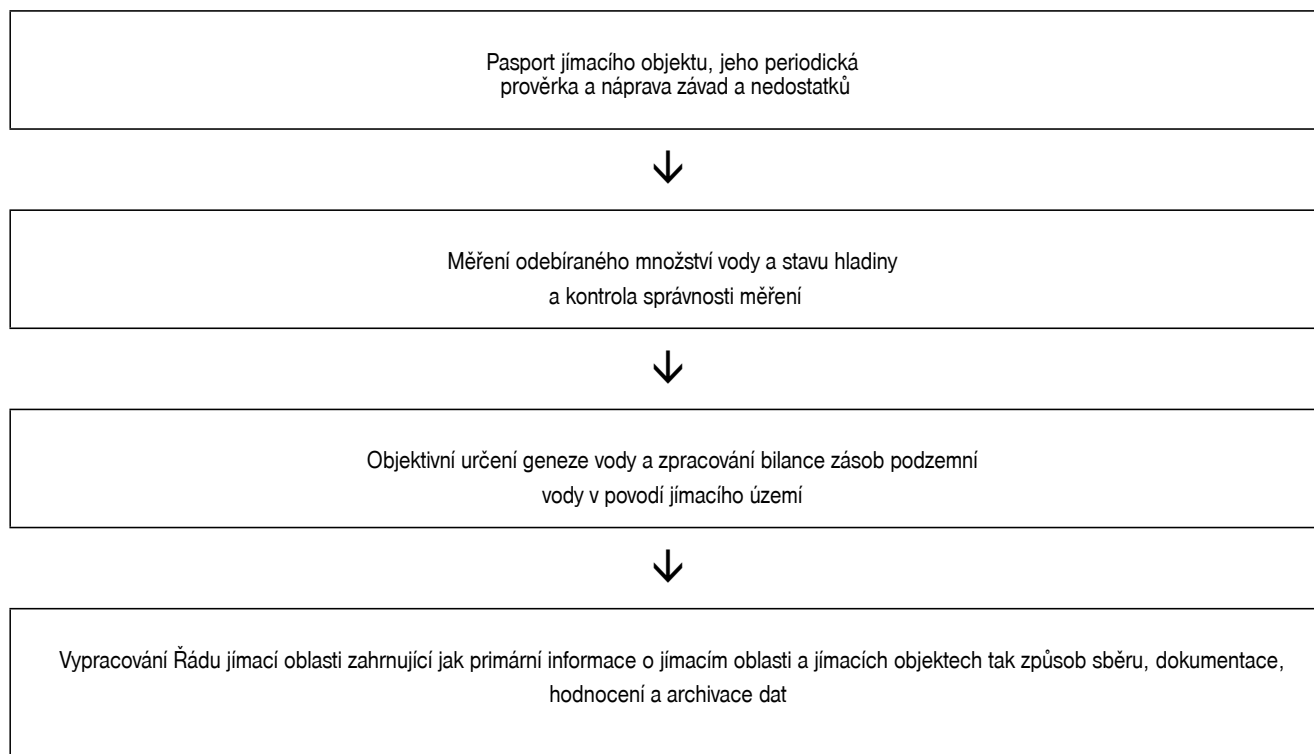 Pasport jímacího objektu, jeho periodická
prověrka a náprava závad a nedostatků
Měření odebíraného množství vody a stavu hladiny
a kontrola správnosti měření
Objektivní určení geneze vody a zpracování bilance zásob podzemní
vody v povodí jímacího území
Vypracování Řádu jímací oblasti zahrnující jak primární informace o jímacím oblasti a jímacích objektech tak způsob sběru, dokumentace,
hodnocení a archivace dat